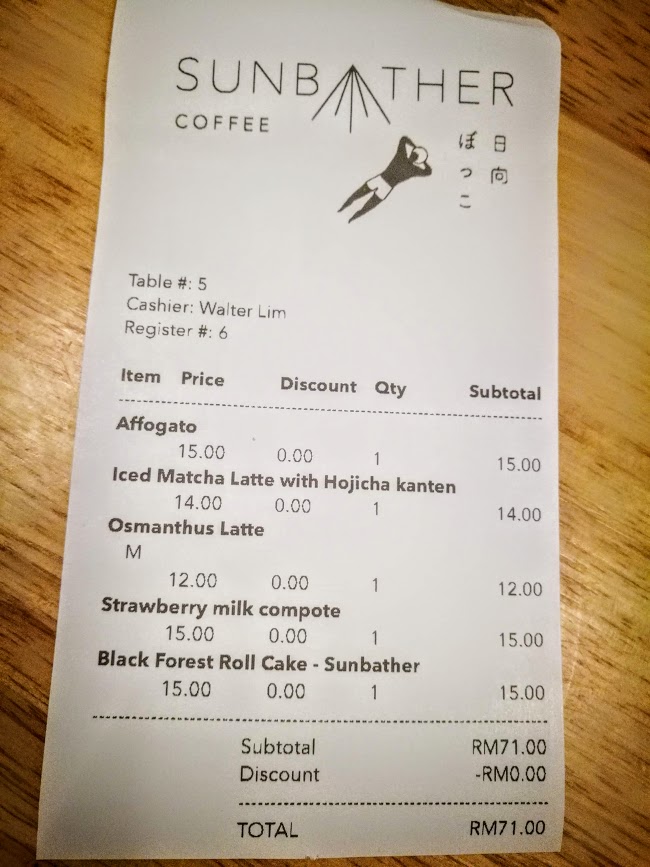 SUNBATHER
COFFEE
日向
ぼっこ
Table #: 5
Cashier: Walter Lim
Register #: 6
Item Price Discount Qty Subtotal
Affogato
15.00 0.00 1 15.00
Iced Matcha Latte with Hojicha kanten
14.00 0.00 1 14.00
Osmanthus Latte
M
12.00 0.00 1 12.00
Strawberry milk compote
15.00 0.00 1 15.00
Black Forest Roll Cake - Sunbather
15.00 0.00 1 15.00
Subtotal RM71.00
Discount -RM0.00
TOTAL RM71.00